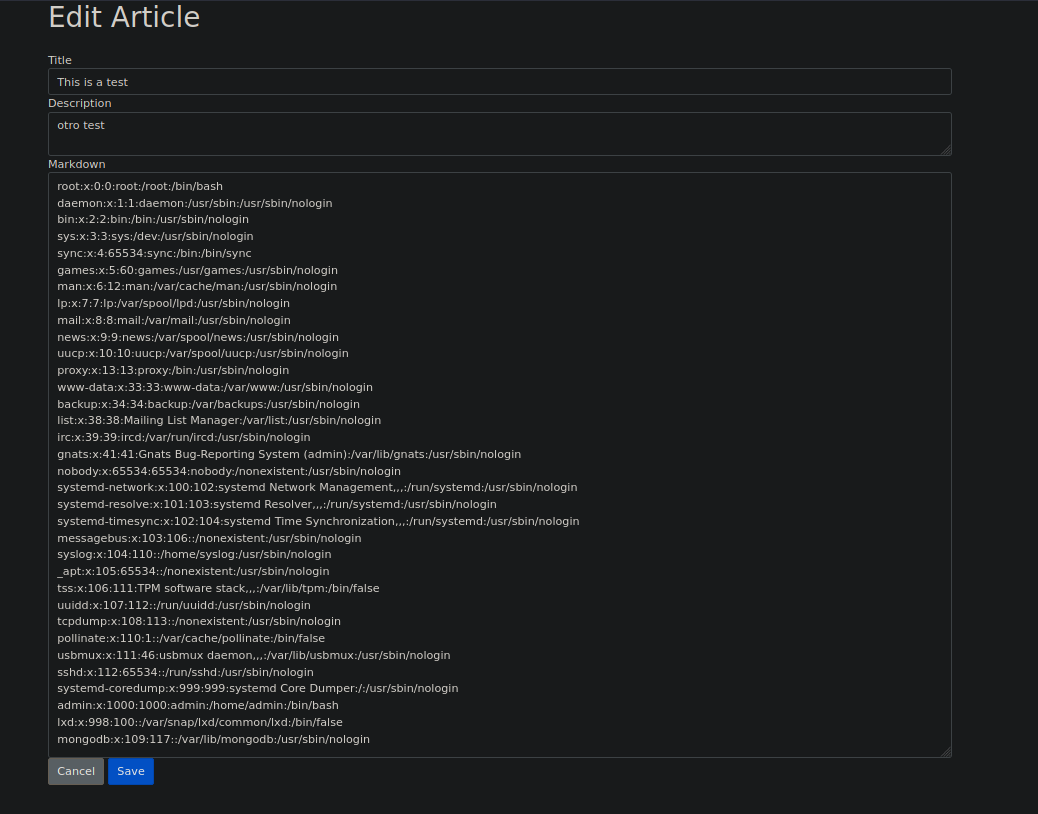 Edit Article
Title
This is a test
Description
otro test
Markdown
root:x:0:0:root:/root:/bin/bash
daemon:x:1:1:daemon:/usr/sbin:/usr/sbin/nologin
bin:x:2:2:bin:/bin:/usr/sbin/nologin
sys:x:3:3:sys:/dev:/usr/sbin/nologin
sync:x:4:65534:sync:/bin:/bin/sync
games:x:5:60:games:/usr/games:/usr/sbin/nologin
man:x:6:12:man:/var/cache/man:/usr/sbin/nologin
lp:x:7:7:lp:/var/spool/lpd:/usr/sbin/nologin
mail:x:8:8:mail:/var/mail:/usr/sbin/nologin
news:x:9:9:news:/var/spool/news:/usr/sbin/nologin
uucp:x:10:10:uucp:/var/spool/uucp:/usr/sbin/nologin
proxy:x:13:13:proxy:/bin:/usr/sbin/nologin
www-data:x:33:33:www-data:/var/www:/usr/sbin/nologin
backup:x:34:34:backup:/var/backups:/usr/sbin/nologin
list:x:38:38:Mailing List Manager:/var/list:/usr/sbin/nologin
irc:x:39:39:ircd:/var/run/ircd:/usr/sbin/nologin
gnats:x:41:41:Gnats Bug-Reporting System (admin):/var/lib/gnats:/usr/sbin/nologin
nobody:x:65534:65534:nobody:/nonexistent:/usr/sbin/nologin
systemd-network:x:100:102:systemd Network Management,,,:/run/systemd:/usr/sbin/nologin
systemd-resolve:x:101:103:systemd Resolver,,,:/run/systemd:/usr/sbin/nologin
systemd-timesync:x:102:104:systemd Time Synchronization,,,:/run/systemd:/usr/sbin/nologin
messagebus:x:103:106::/nonexistent:/usr/sbin/nologin
syslog:x:104:110::/home/syslog:/usr/sbin/nologin
_apt:x:105:65534::/nonexistent:/usr/sbin/nologin
tss:x:106:111:TPM software stack,,,:/var/lib/tpm:/bin/false
uuidd:x:107:112::/run/uuidd:/usr/sbin/nologin
tcpdump:x:108:113::/nonexistent:/usr/sbin/nologin
pollinate:x:110:1::/var/cache/pollinate:/bin/false
usbmux:x:111:46:usbmux daemon,,,:/var/lib/usbmux:/usr/sbin/nologin
sshd:x:112:65534::/run/sshd:/usr/sbin/nologin
systemd-coredump:x:999:999:systemd Core Dumper:/:/usr/sbin/nologin
admin:x:1000:1000:admin:/home/admin:/bin/bash
lxd:x:998:100::/var/snap/lxd/common/lxd:/bin/false
mongodb:x:109:117::/var/lib/mongodb:/usr/sbin/nologin
Cancel Save